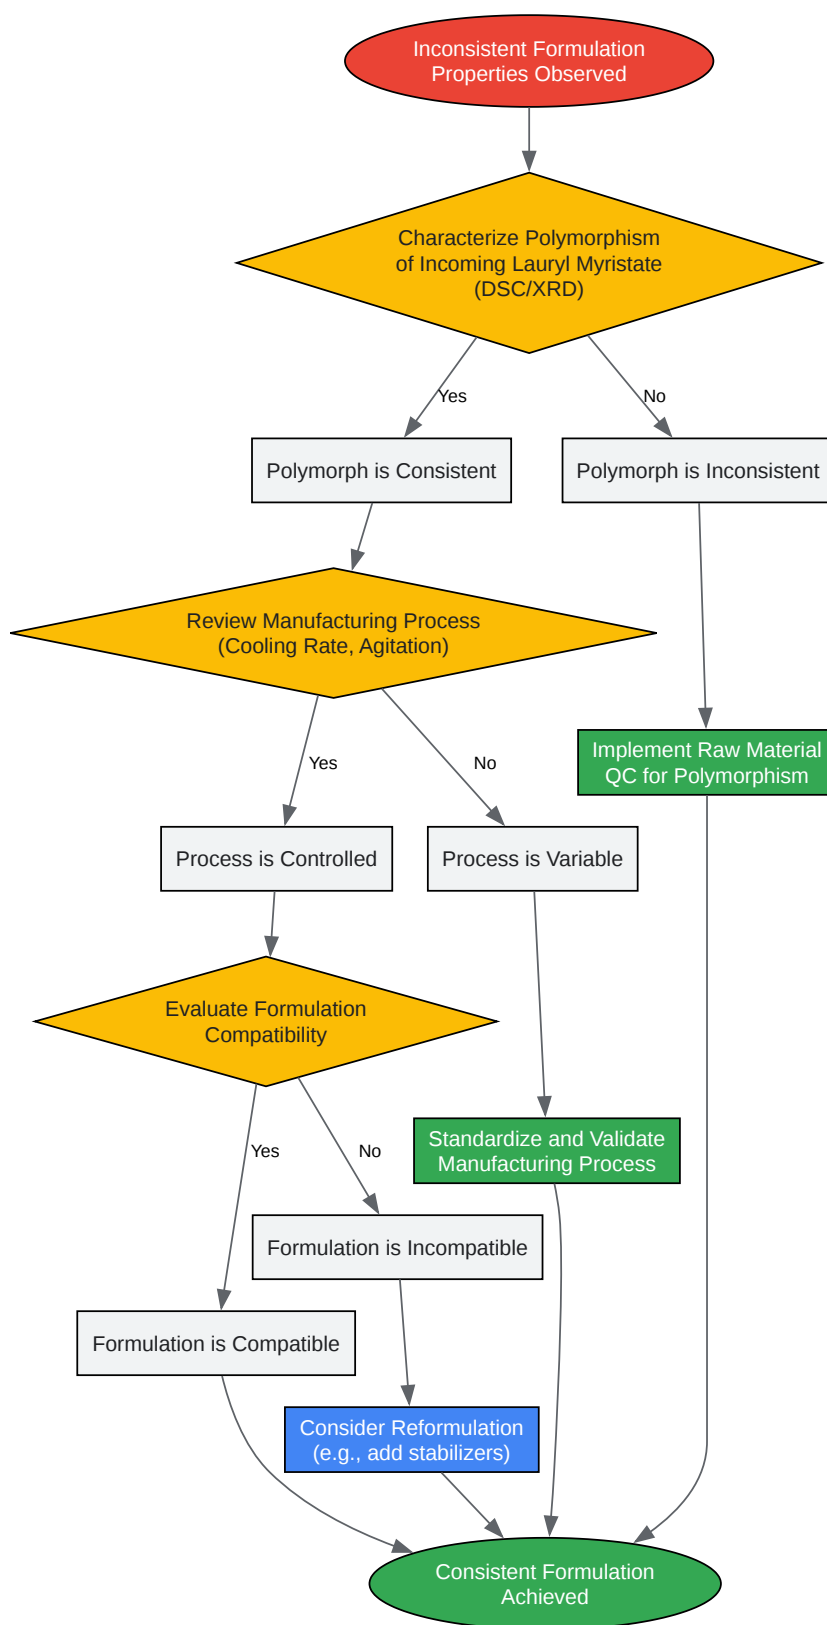 Inconsistent Formulation
Properties Observed
Characterize Polymorphism
of Incoming Lauryl Myristate
(DSC/XRD)
Yes
No
Polymorph is Consistent
Polymorph is Inconsistent
Review Manufacturing Process
(Cooling Rate, Agitation)
Yes
No
Implement Raw Material
QC for Polymorphism
Process is Controlled
Process is Variable
Evaluate Formulation
Compatibility
Yes
No
Standardize and Validate
Manufacturing Process
Formulation is Incompatible
Formulation is Compatible
Consider Reformulation
(e.g., add stabilizers)
Consistent Formulation
Achieved